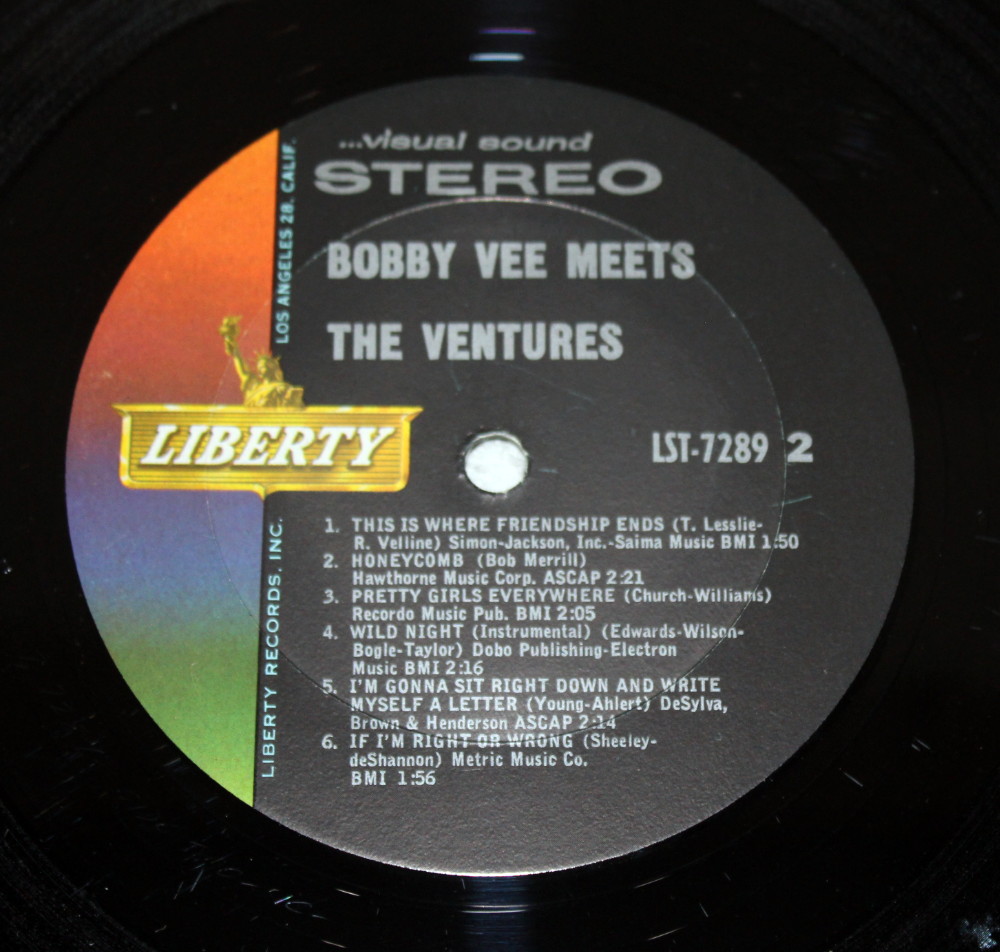 ...visual sound
STEREO
BOBBY VEE MEETS
THE VENTURES
LOS ANGELES 28, CALIF.
LIBERTY
LIBERTY RECORDS, INC.
LST-7289 2
1. THIS IS WHERE FRIENDSHIP ENDS (T. Lesslie-
R. Velline) Simon-Jackson, Inc.-Saima Music BMI 1:50
2. HONEYCOMB (Bob Merrill)
Hawthorne Music Corp. ASCAP 2:21
3. PRETTY GIRLS EVERYWHERE (Church-Williams)
Recordo Music Pub. BMI 2:05
4. WILD NIGHT (Instrumental) (Edwards-Wilson-
Bogle-Taylor) Dobo Publishing-Electron
Music BMI 2:16
5. I'M GONNA SIT RIGHT DOWN AND WRITE
MYSELF A LETTER (Young-Ahlert) DeSylva,
Brown & Henderson ASCAP 2:14
6. IF I'M RIGHT OR WRONG (Sheeley-
deShannon) Metric Music Co.
BMI 1:56